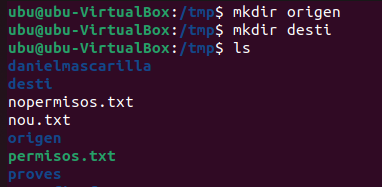 ubu@ubu-VirtualBox:/tmp$ mkdir origen
ubu@ubu-VirtualBox:/tmp$ mkdir desti
ubu@ubu-VirtualBox:/tmp$ ls
danielmascarilla
desti
nopermisos.txt
nou.txt
origen
permisos.txt
proves